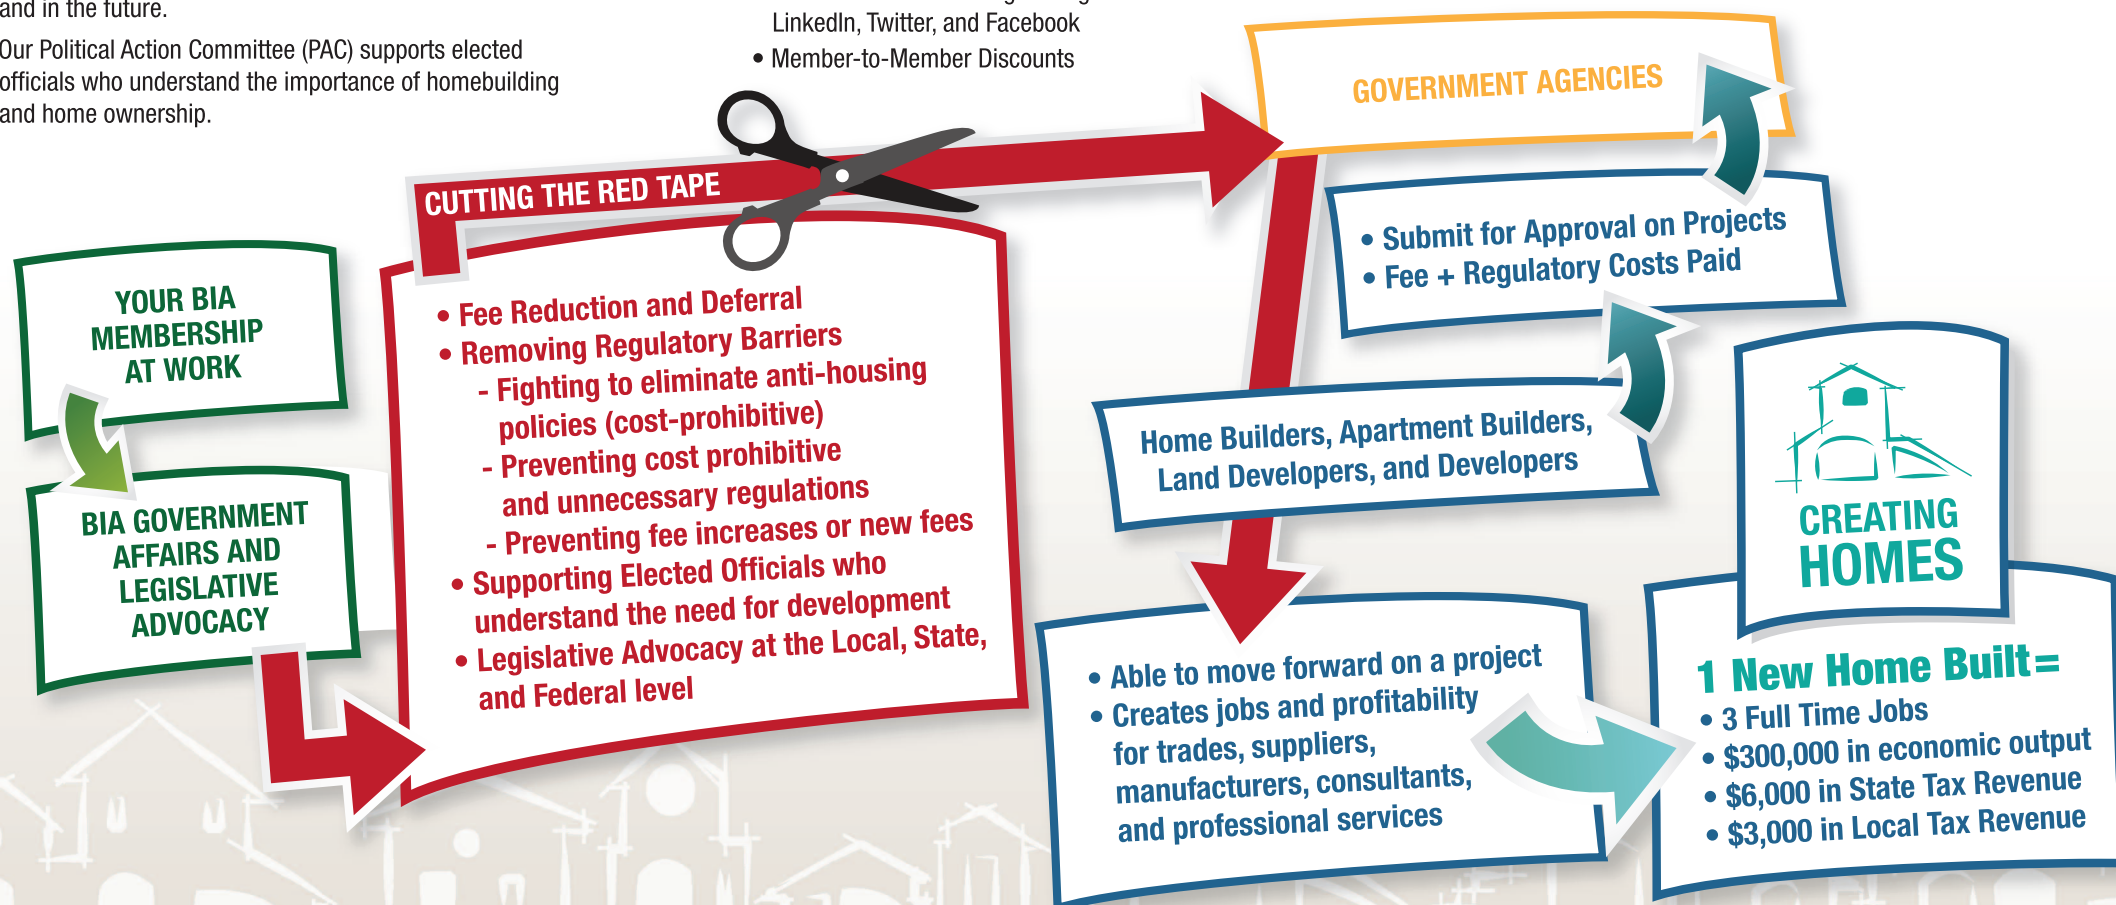 and in the future.
Our Political Action Committee (PAC) supports elected
officials who understand the importance of homebuilding
and home ownership.
LinkedIn, Twitter, and Facebook
• Member-to-Member Discounts
CUTTING THE RED TAPE
YOUR BIA
MEMBERSHIP
AT WORK
BIA GOVERNMENT
AFFAIRS AND
LEGISLATIVE
ADVOCACY
• Fee Reduction and Deferral
• Removing Regulatory Barriers
- Fighting to eliminate anti-housing
policies (cost-prohibitive)
- Preventing cost prohibitive
and unnecessary regulations
- Preventing fee increases or new fees
• Supporting Elected Officials who
understand the need for development
• Legislative Advocacy at the Local, State,
and Federal level
GOVERNMENT AGENCIES
• Submit for Approval on Projects
• Fee + Regulatory Costs Paid
Home Builders, Apartment Builders,
Land Developers, and Developers
• Able to move forward on a project
• Creates jobs and profitability
for trades, suppliers,
manufacturers, consultants,
and professional services
CREATING
HOMES
1 New Home Built=
• 3 Full Time Jobs
• $300,000 in economic output
• $6,000 in State Tax Revenue
• $3,000 in Local Tax Revenue